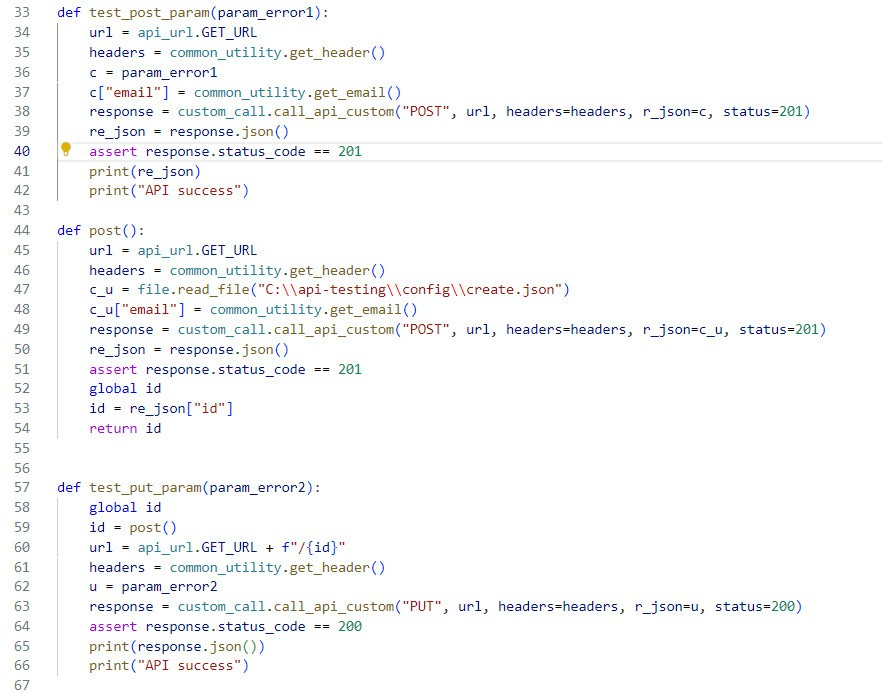 33 def test_post_param(param_error1):
34 url = api_url.GET_URL
35 headers = common_utility.get_header()
36 c = param_error1
37 c["email"] = common_utility.get_email()
38 response = custom_call.call_api_custom("POST", url, headers=headers, r_json=c, status=201)
39 re_json = response.json()
40 assert response.status_code == 201
41 print(re_json)
42 print("API success")
43
44 def post():
45 url = api_url.GET_URL
46 headers = common_utility.get_header()
47 c_u = file.read_file("C:\\api-testing\\config\\create.json")
48 c_u["email"] = common_utility.get_email()
49 response = custom_call.call_api_custom("POST", url, headers=headers, r_json=c_u, status=201)
50 re_json = response.json()
51 assert response.status_code == 201
52 global id
53 id = re_json["id"]
54 return id
55
56
57 def test_put_param(param_error2):
58 global id
59 id = post()
60 url = api_url.GET_URL + f"/{id}"
61 headers = common_utility.get_header()
62 u = param_error2
63 response = custom_call.call_api_custom("PUT", url, headers=headers, r_json=u, status=200)
64 assert response.status_code == 200
65 print(response.json())
66 print("API success")
67